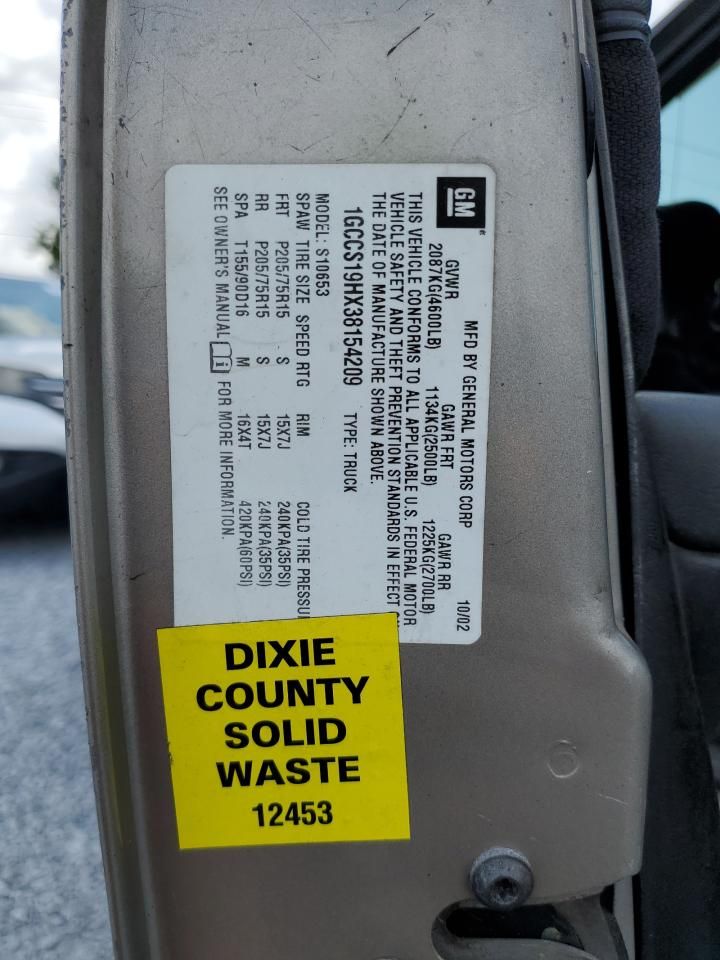 GM
MFD BY GENERAL MOTORS CORP 10/02
GVWR GAWR FRT GAWR RR
2087KG(4600LB) 1134KG(2500LB) 1225KG(2700LB)
THIS VEHICLE CONFORMS TO ALL APPLICABLE U.S. FEDERAL MOTOR
VEHICLE SAFETY AND THEFT PREVENTION STANDARDS IN EFFECT
THE DATE OF MANUFACTURE SHOWN ABOVE.
1GCCS19HX38154209 TYPE: TRUCK
MODEL: S10653
SPAW TIRE SIZE SPEED RTG RIM COLD TIRE PRESSU
FRT P205/75R15 S 15X7J 240KPA(35PSI)
RR P205/75R15 S 15X7J 240KPA(35PSI)
SPA T155/90D16 M 16X4T 420KPA(60PSI)
SEE OWNER'S MANUAL FOR MORE INFORMATION.
DIXIE
COUNTY
SOLID
WASTE
12453